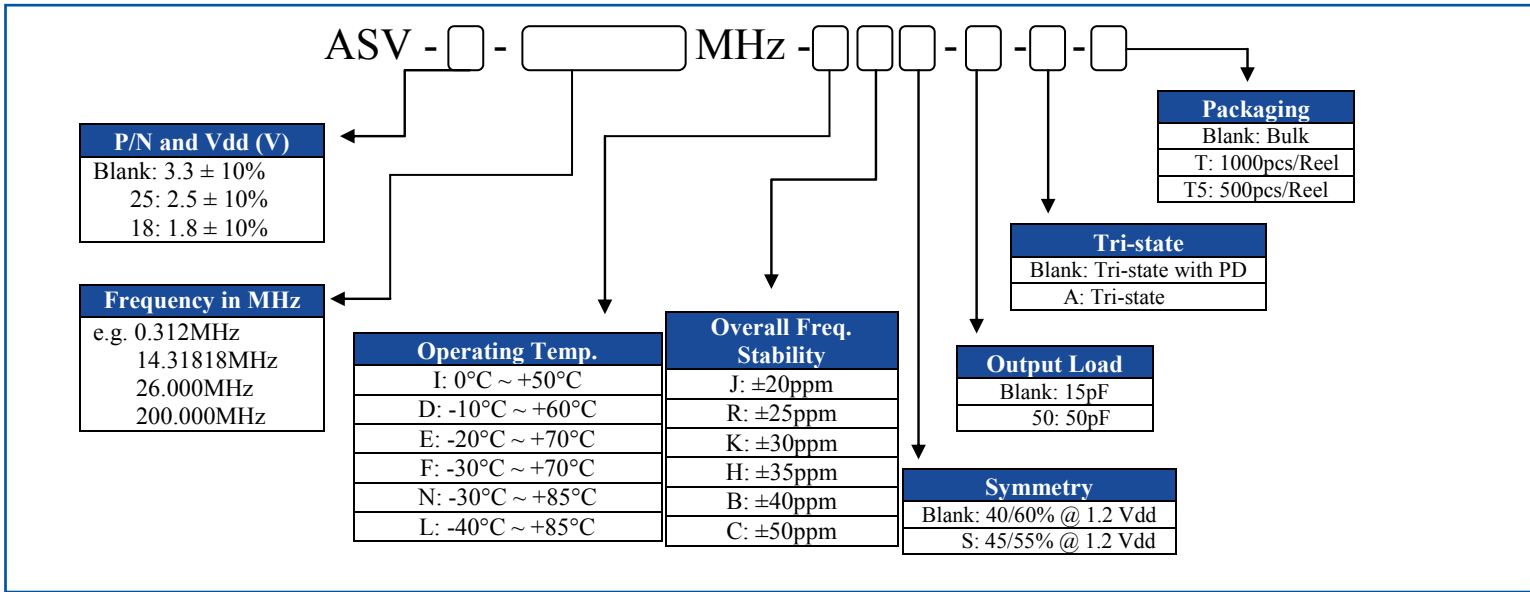 ASV - - MHz - - - -
P/N and Vdd (V)
Blank: 3.3 ± 10%
25: 2.5 ± 10%
18: 1.8 ± 10%
Frequency in MHz
e.g. 0.312MHz
14.31818MHz
26.000MHz
200.000MHz
Operating Temp.
I: 0°C ~ +50°C
D: -10°C ~ +60°C
E: -20°C ~ +70°C
F: -30°C ~ +70°C
N: -30°C ~ +85°C
L: -40°C ~ +85°C
Overall Freq.
Stability
J: ±20ppm
R: ±25ppm
K: ±30ppm
H: ±35ppm
B: ±40ppm
C: ±50ppm
Symmetry
Blank: 40/60% @ 1.2 Vdd
S: 45/55% @ 1.2 Vdd
Output Load
Blank: 15pF
50: 50pF
Tri-state
Blank: Tri-state with PD
A: Tri-state
Packaging
Blank: Bulk
T: 1000pcs/Reel
T5: 500pcs/Reel